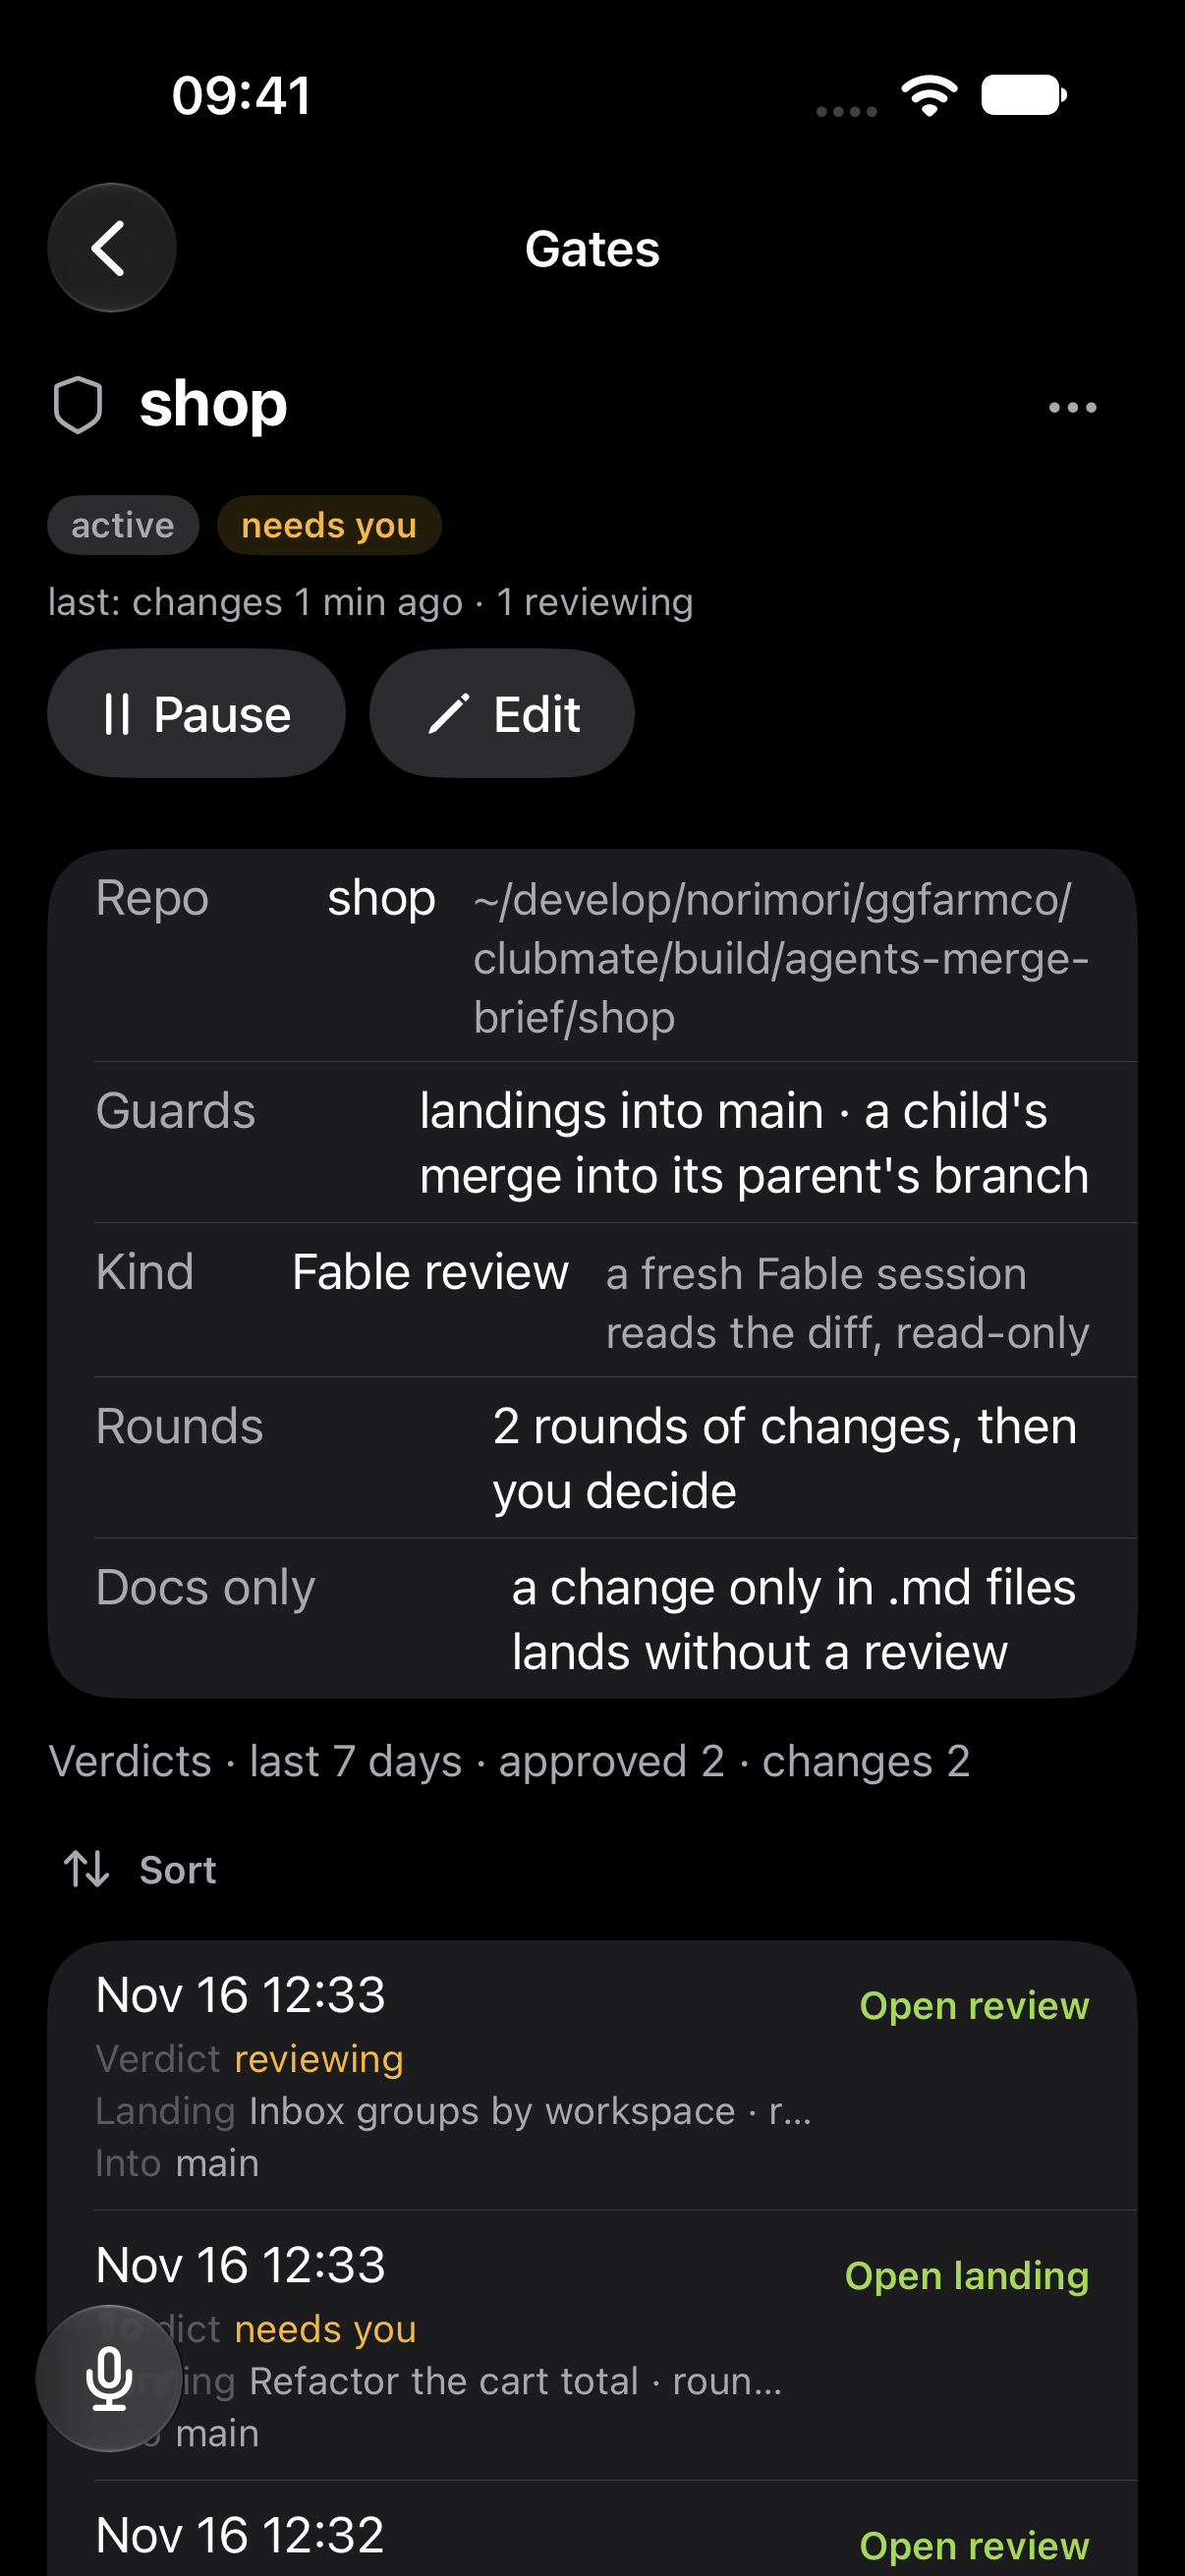 09:41
Gates
shop
active needs you
last: changes 1 min ago · 1 reviewing
Pause Edit
Repo shop ~/develop/norimori/ggfarmco/
clubmate/build/agents-merge-
brief/shop
Guards landings into main · a child's
merge into its parent's branch
Kind Fable review a fresh Fable session
reads the diff, read-only
Rounds 2 rounds of changes, then
you decide
Docs only a change only in .md files
lands without a review
Verdicts · last 7 days · approved 2 · changes 2
Sort
Nov 16 12:33 Open review
Verdict reviewing
Landing Inbox groups by workspace · r...
Into main
Nov 16 12:33 Open landing
needs you
Refactor the cart total · roun...
main
Nov 16 12:32 Open review